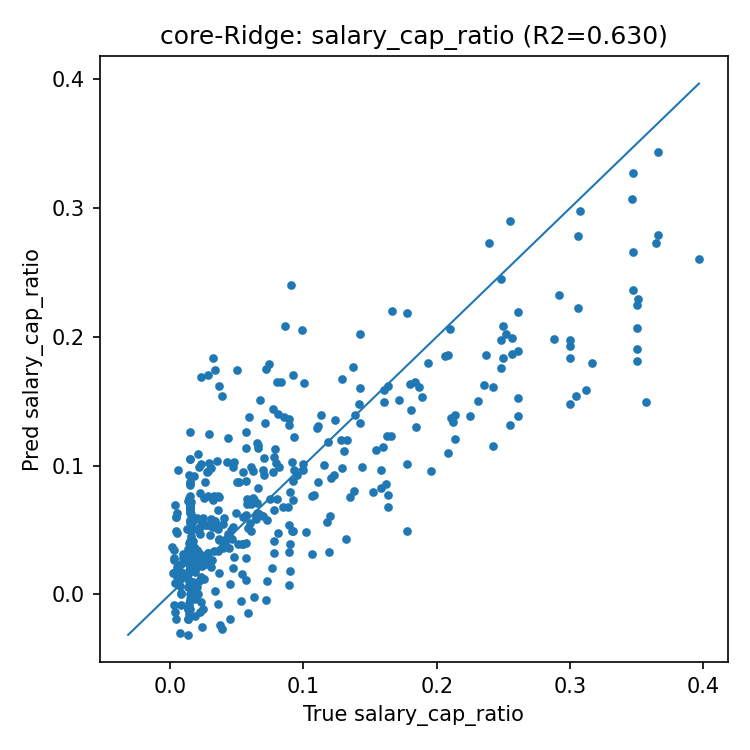 core-Ridge: salary_cap_ratio (R2=0.630)
Pred salary_cap_ratio
0.4
0.3
0.2
0.1
0.0
0.0 0.1 0.2 0.3 0.4
True salary_cap_ratio